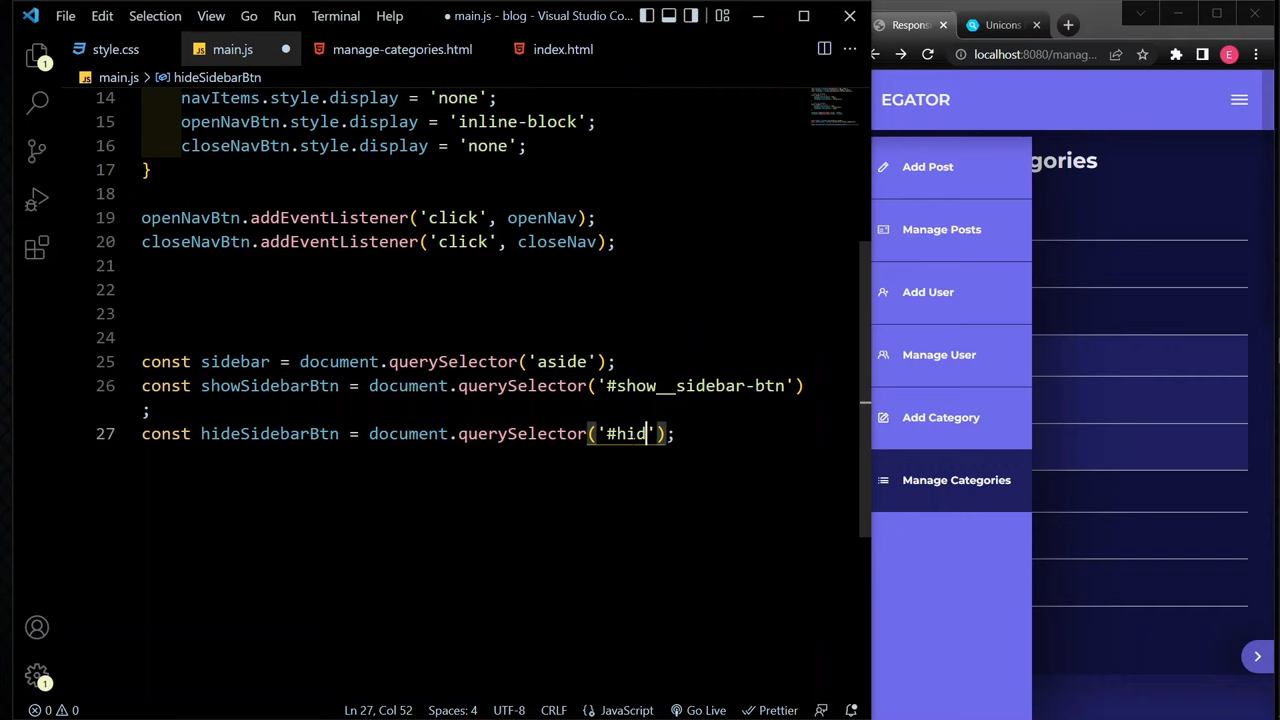 File Edit Selection View Go Run Terminal Help ● main.js - blog - Visual Studio Co...
style.css main.js manage-categories.html index.html
main.js > hideSidebarBtn
14 navItems.style.display = 'none';
15 openNavBtn.style.display = 'inline-block';
16 closeNavBtn.style.display = 'none';
17 }
18
19 openNavBtn.addEventListener('click', openNav);
20 closeNavBtn.addEventListener('click', closeNav);
21
22
23
24
25 const sidebar = document.querySelector('aside');
26 const showSidebarBtn = document.querySelector('#show__sidebar-btn')
;
27 const hideSidebarBtn = document.querySelector('#hid');
1
1
0 0 Ln 27, Col 52 Spaces: 4 UTF-8 CRLF JavaScript Go Live Prettier
Respons Unicons
localhost:8080/manag... E
EGATOR
gories
Add Post
Manage Posts
Add User
Manage User
Add Category
Manage Categories